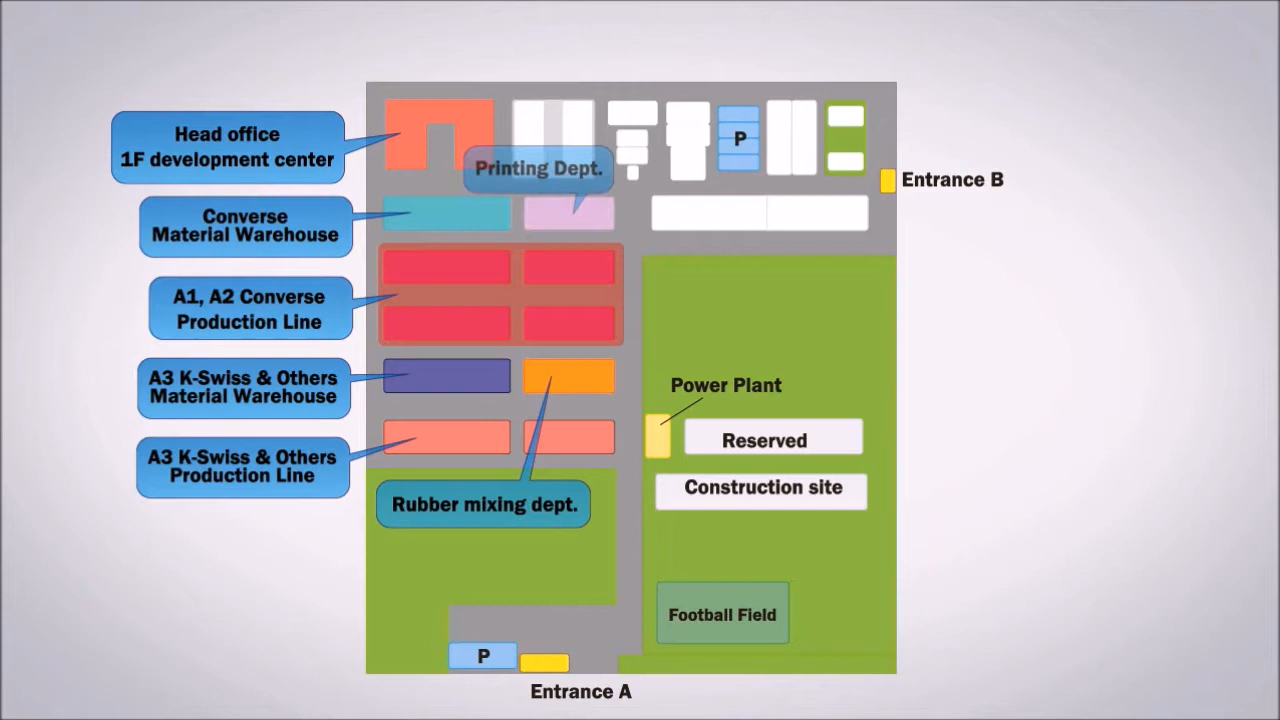 Head office
1F development center
P
Printing Dept.
Entrance B
Converse
Material Warehouse
A1, A2 Converse
Production Line
A3 K-Swiss & Others
Material Warehouse
Power Plant
A3 K-Swiss & Others
Production Line
Reserved
Construction site
Rubber mixing dept.
Football Field
P
Entrance A